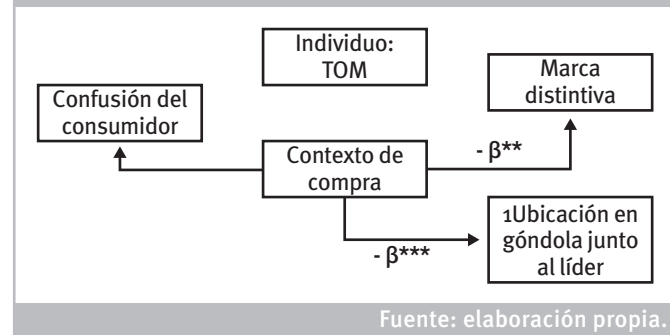 Individuo:
TOM
Confusión del
consumidor
Marca
distintiva
Contexto de
compra
- β**
- β***
1Ubicación en
góndola junto
al líder
Fuente: elaboración propia.